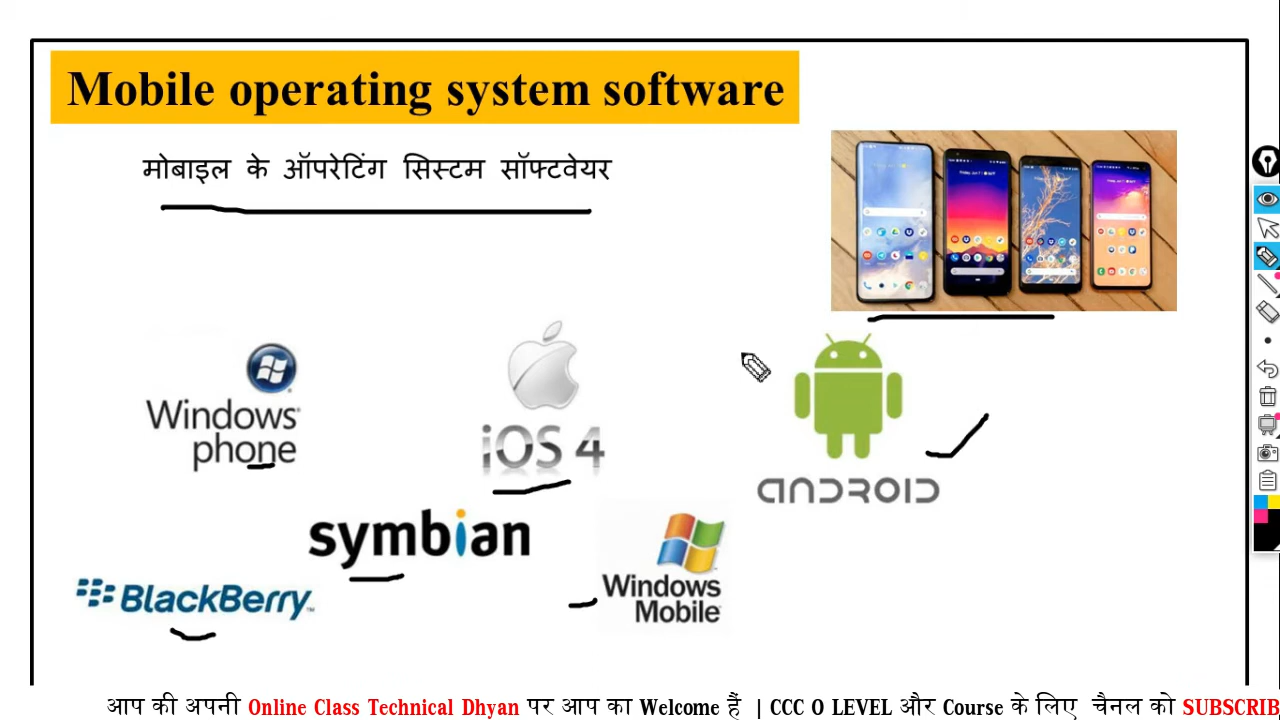 Mobile operating system software
मोबाइल के ऑपरेटिंग सिस्टम सॉफ्टवेयर
Windows phone
iOS 4
ANDROID
symbian
BlackBerry™
Windows Mobile
आप की अपनी Online Class Technical Dhyan पर आप का Welcome हैं | CCC O LEVEL और Course के लिए चैनल को SUBSCRIB